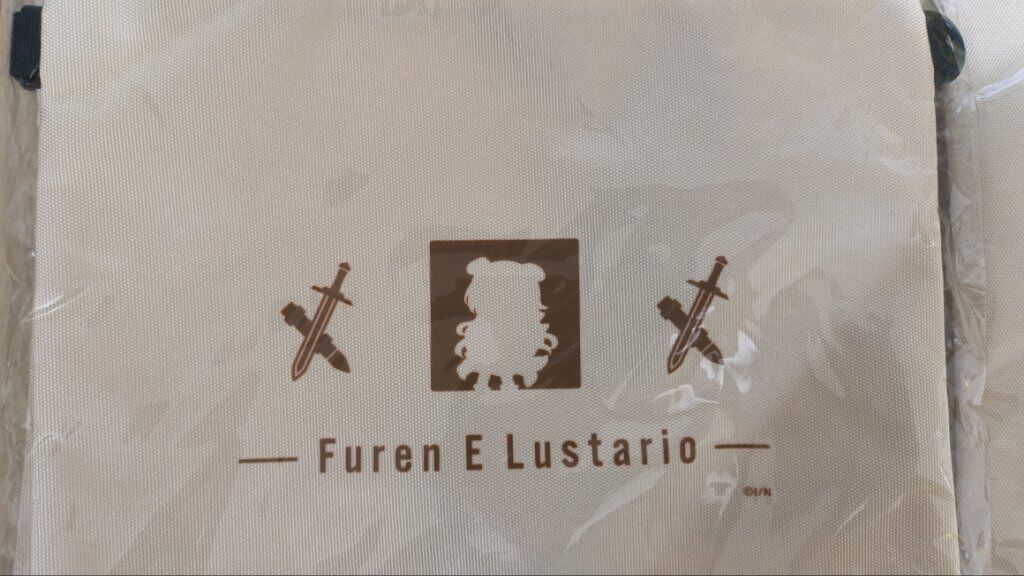 Furen E Lustario
©I/N